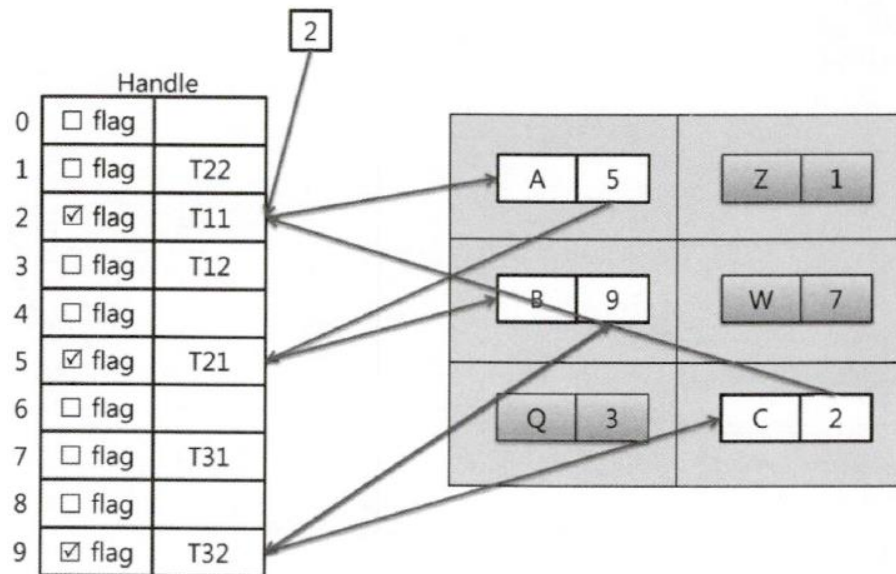 2
Handle
0 ☐ flag
1 ☐ flag T22
2 ☑ flag T11
3 ☐ flag T12
4 ☐ flag
5 ☑ flag T21
6 ☐ flag
7 ☐ flag T31
8 ☐ flag
9 ☑ flag T32
A 5 Z 1
B 9 W 7
Q 3 C 2